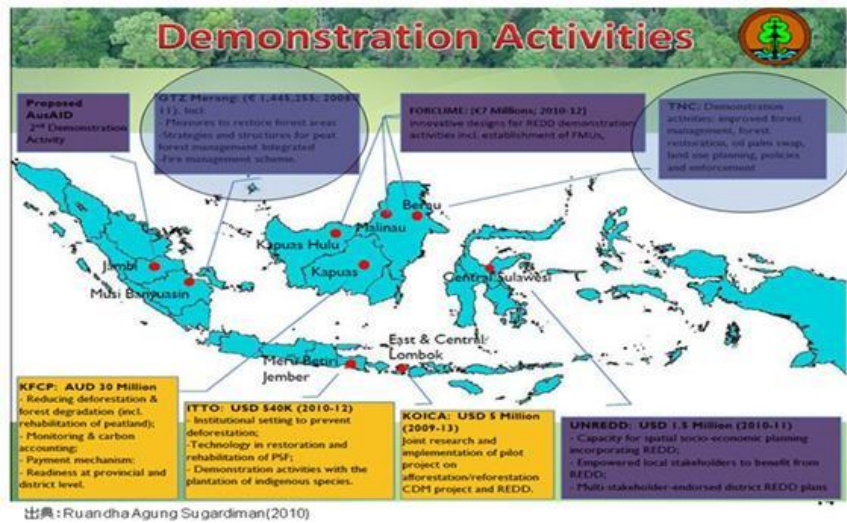 Demonstration Activities
Proposed
AusAID
2nd Demonstration
Activity
GTZ Merang: (€ 1,445,255; 2008-
11). Incl:
- Measures to restore forest areas
-Strategies and structures for peat
forest management Integrated
-Fire management scheme.
FORCLIME: (€7 Millions; 2010-12)
Innovative designs for REDD demonstration
activities incl. establishment of FMUs,
TNC: Demonstration
activities: improved forest
management, forest
restoration, oil palm swap,
land use planning, policies
and enforcement
Berau
Malinau
Kapuas Hulu
Kapuas
Jambi
Musi Banyuasin
Central Sulawesi
East & Central
Lombok
Meru Betiri
Jember
KFCP: AUD 30 Million
- Reducing deforestation &
forest degradation (incl.
rehabilitation of peatland);
- Monitoring & carbon
accounting;
- Payment mechanism:
- Readiness at provincial and
district level.
ITTO: USD 540K (2010-12)
- Institutional setting to prevent
deforestation;
-Technology in restoration and
rehabilitation of PSF;
- Demonstration activities with the
plantation of indigenous species.
KOICA: USD 5 Million
(2009-13)
Joint research and
implementation of pilot
project on
afforestation/reforestation
CDM project and REDD.
UNREDD: USD 1.5 Million (2010-11)
- Capacity for spatial socio-economic planning
incorporating REDD;
- Empowered local stakeholders to benefit from
REDD;
- Multi-stakeholder-endorsed district REDD plans
出典: Ruandha Agung Sugardiman(2010)